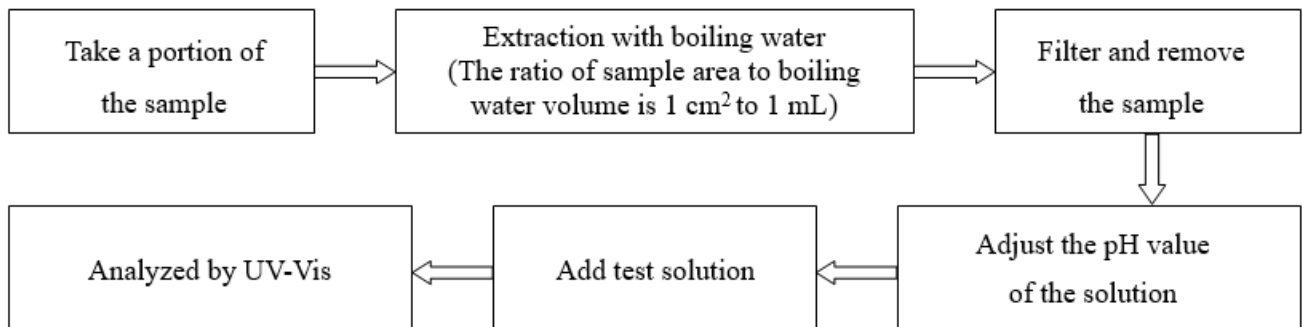 Take a portion of
the sample
Extraction with boiling water
(The ratio of sample area to boiling
water volume is 1 cm² to 1 mL)
Filter and remove
the sample
Adjust the pH value
of the solution
Add test solution
Analyzed by UV-Vis